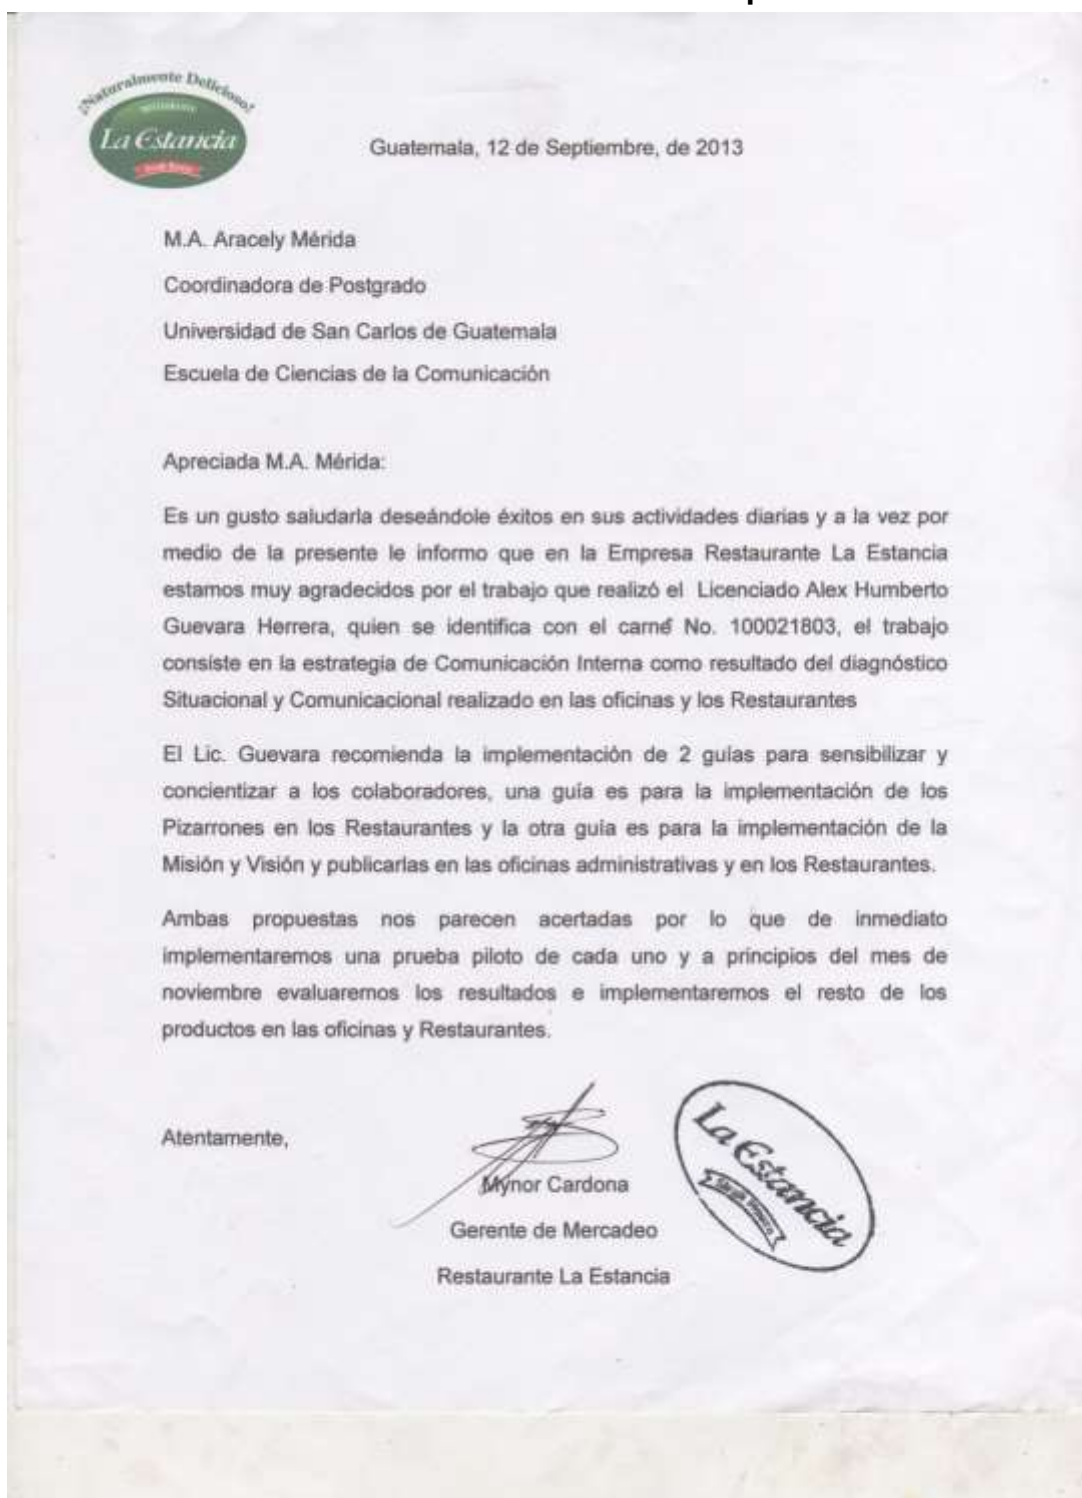 ¡Naturalmente Delicioso!
RESTAURANTE
La Estancia
Guatemala, 12 de Septiembre, de 2013
M.A. Aracely Mérida
Coordinadora de Postgrado
Universidad de San Carlos de Guatemala
Escuela de Ciencias de la Comunicación
Apreciada M.A. Mérida:
Es un gusto saludarla deseándole éxitos en sus actividades diarias y a la vez por
medio de la presente le informo que en la Empresa Restaurante La Estancia
estamos muy agradecidos por el trabajo que realizó el Licenciado Alex Humberto
Guevara Herrera, quien se identifica con el carné No. 100021803, el trabajo
consiste en la estrategia de Comunicación Interna como resultado del diagnóstico
Situacional y Comunicacional realizado en las oficinas y los Restaurantes
El Lic. Guevara recomienda la implementación de 2 guías para sensibilizar y
concientizar a los colaboradores, una guía es para la implementación de los
Pizarrones en los Restaurantes y la otra guía es para la implementación de la
Misión y Visión y publicarlas en las oficinas administrativas y en los Restaurantes.
Ambas propuestas nos parecen acertadas por lo que de inmediato
implementaremos una prueba piloto de cada uno y a principios del mes de
noviembre evaluaremos los resultados e implementaremos el resto de los
productos en las oficinas y Restaurantes.
Atentamente,
Mynor Cardona
Gerente de Mercadeo
Restaurante La Estancia
La Estancia